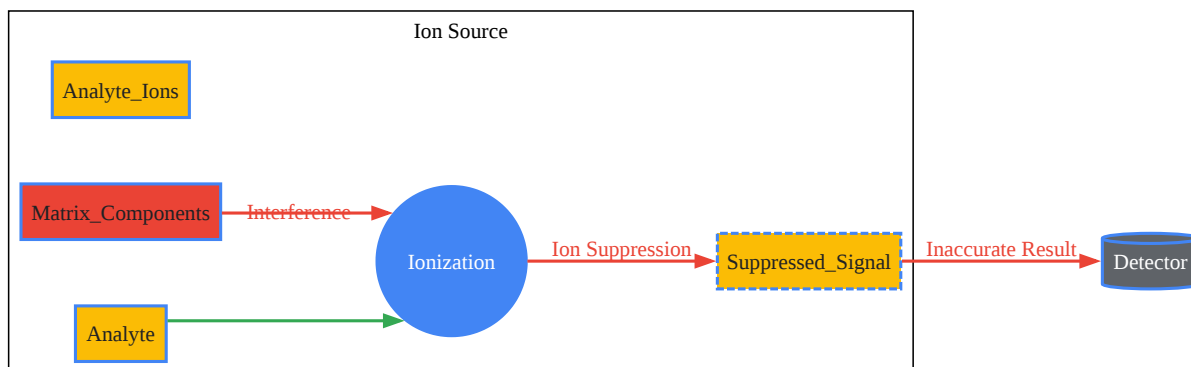 Ion Source
Analyte_Ions
Matrix_Components
Interference
Ionization
Ion Suppression
Suppressed_Signal
Inaccurate Result
Detector
Analyte